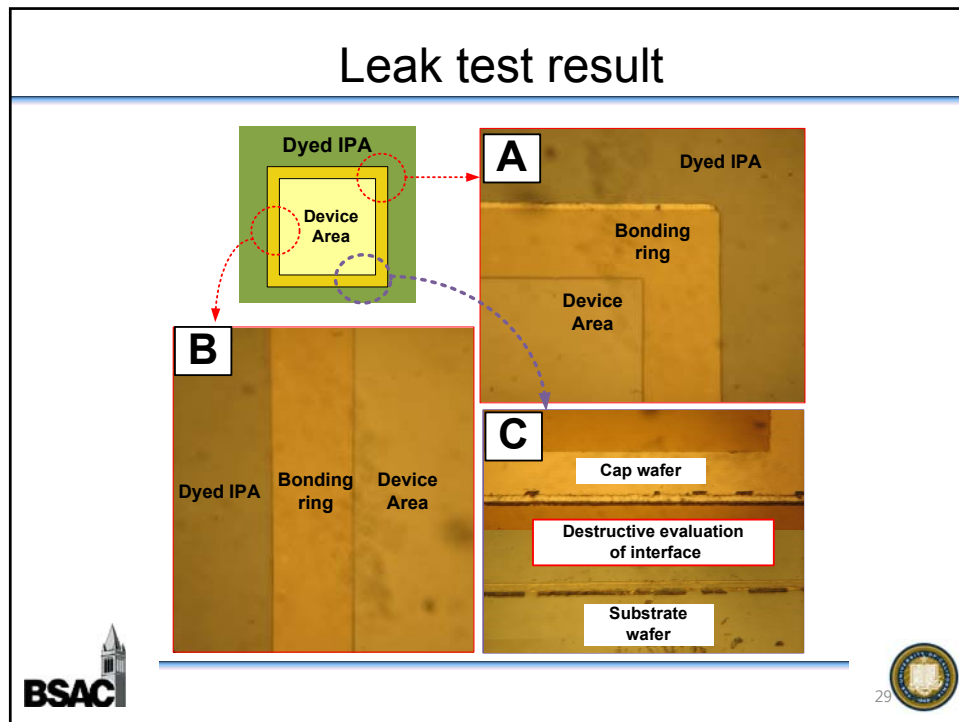 Leak test result
Dyed IPA
Device
Area
A
Dyed IPA
Bonding
ring
Device
Area
B
Dyed IPA
Bonding
ring
Device
Area
C
Cap wafer
Destructive evaluation
of interface
Substrate
wafer
BSAC
29